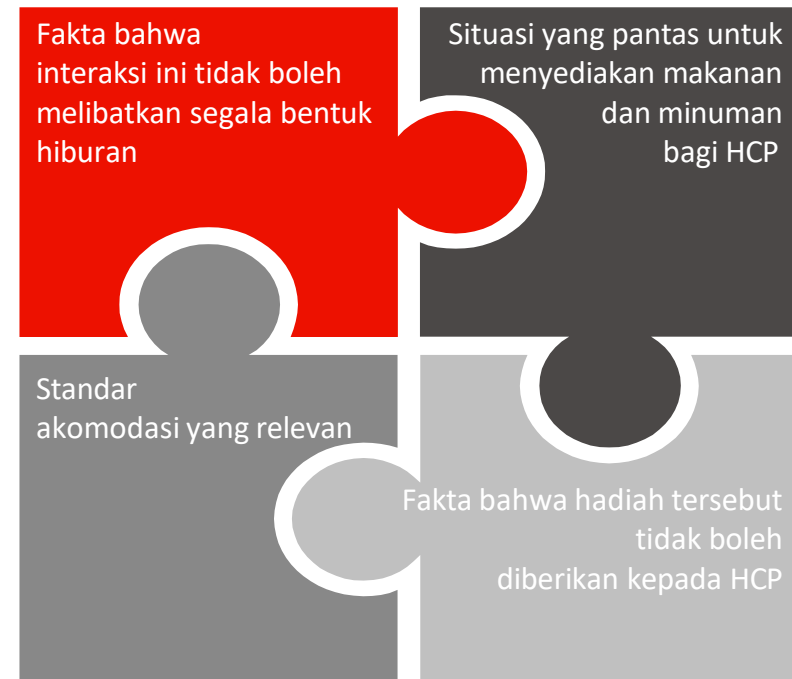 Fakta bahwa
interaksi ini tidak boleh
melibatkan segala bentuk
hiburan
Situasi yang pantas untuk
menyediakan makanan
dan minuman
bagi HCP
Standar
akomodasi yang relevan
Fakta bahwa hadiah tersebut
tidak boleh
diberikan kepada HCP